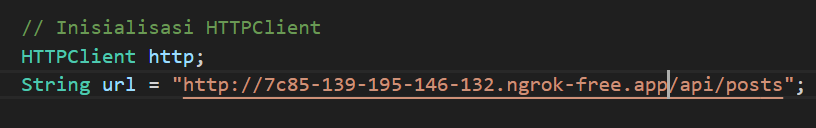 // Inisialisasi HTTPClient
HTTPClient http;
String url = "http://7c85-139-195-146-132.ngrok-free.app/api/posts";